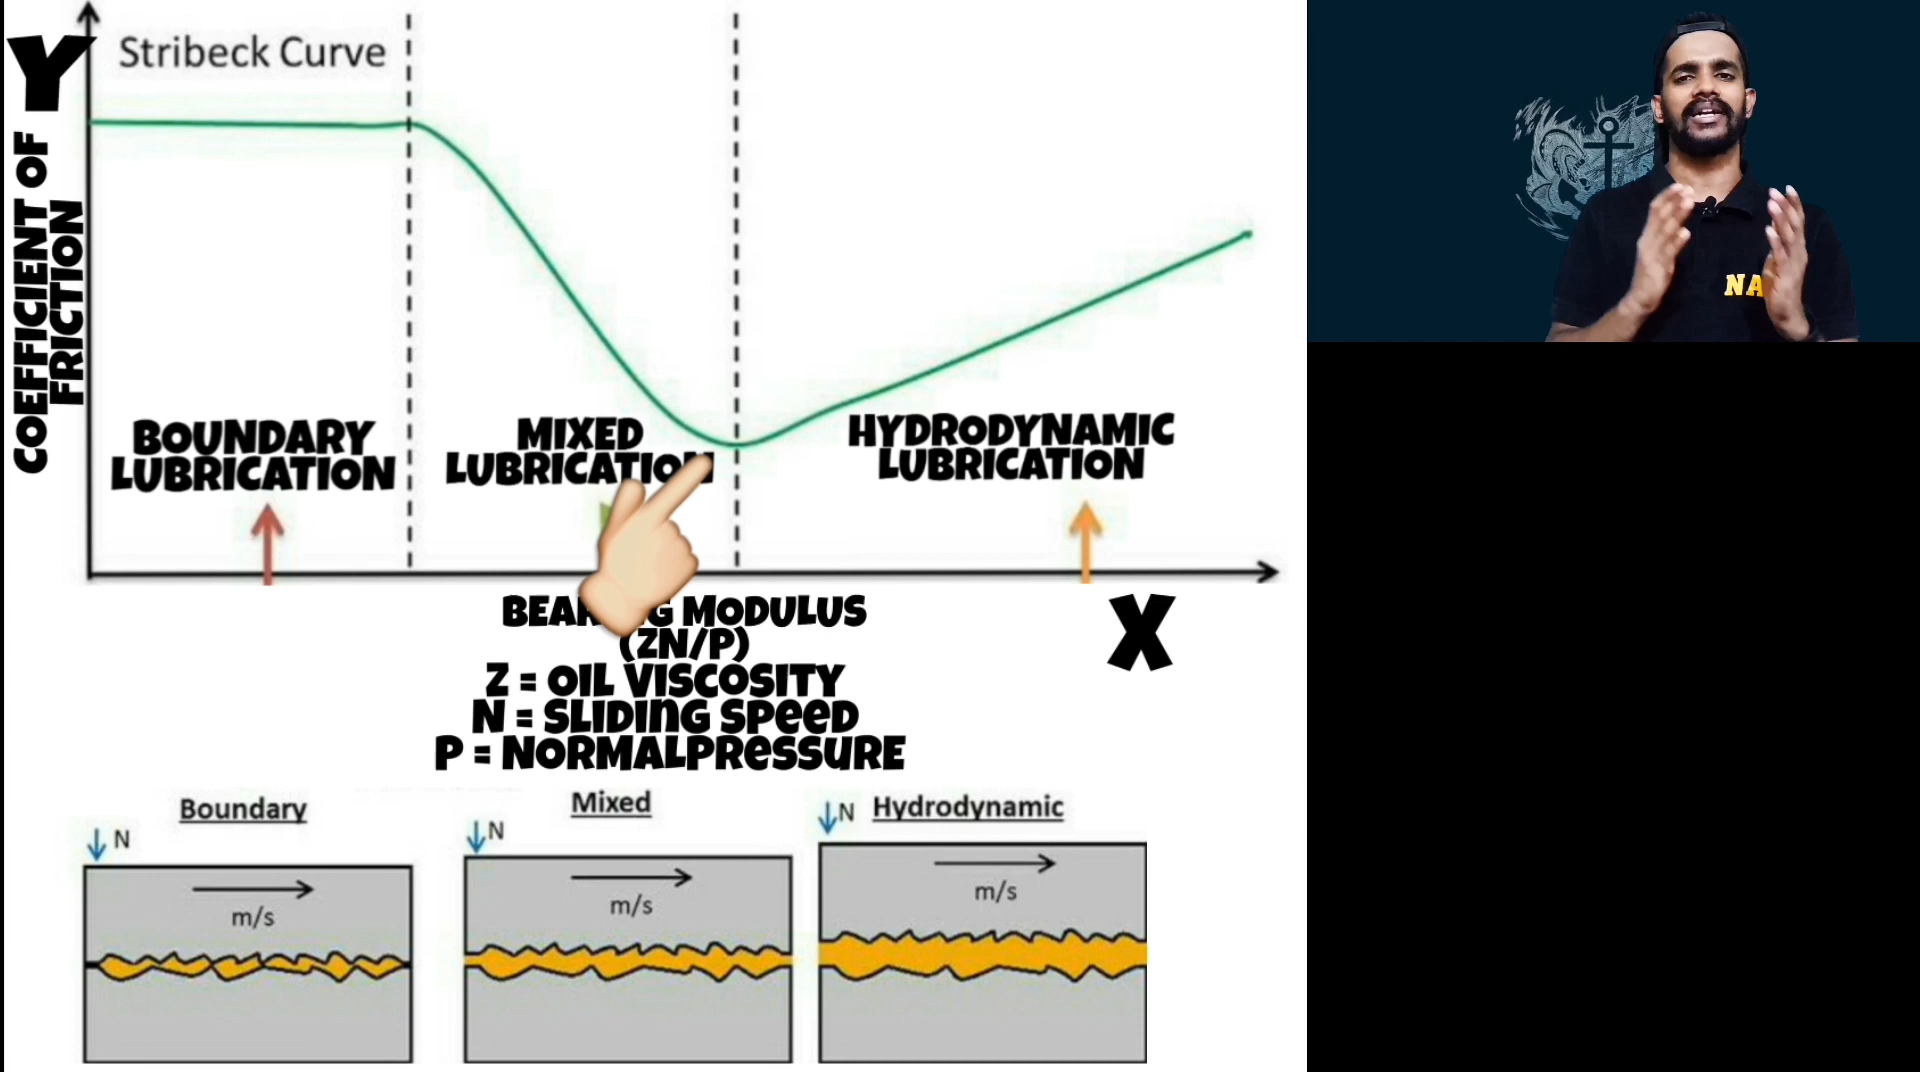 Y
Stribeck Curve
COEFFICIENT OF
FRICTION
BOUNDARY
LUBRICATION
MIXED
LUBRICATION
HYDRODYNAMIC
LUBRICATION
MODULUS
(ZN/P)
X
Z = OIL VISCOSITY
N = SLIDING SPEED
P = NORMALPRESSURE
Boundary
N
m/s
Mixed
N
m/s
Hydrodynamic
N
m/s
NA